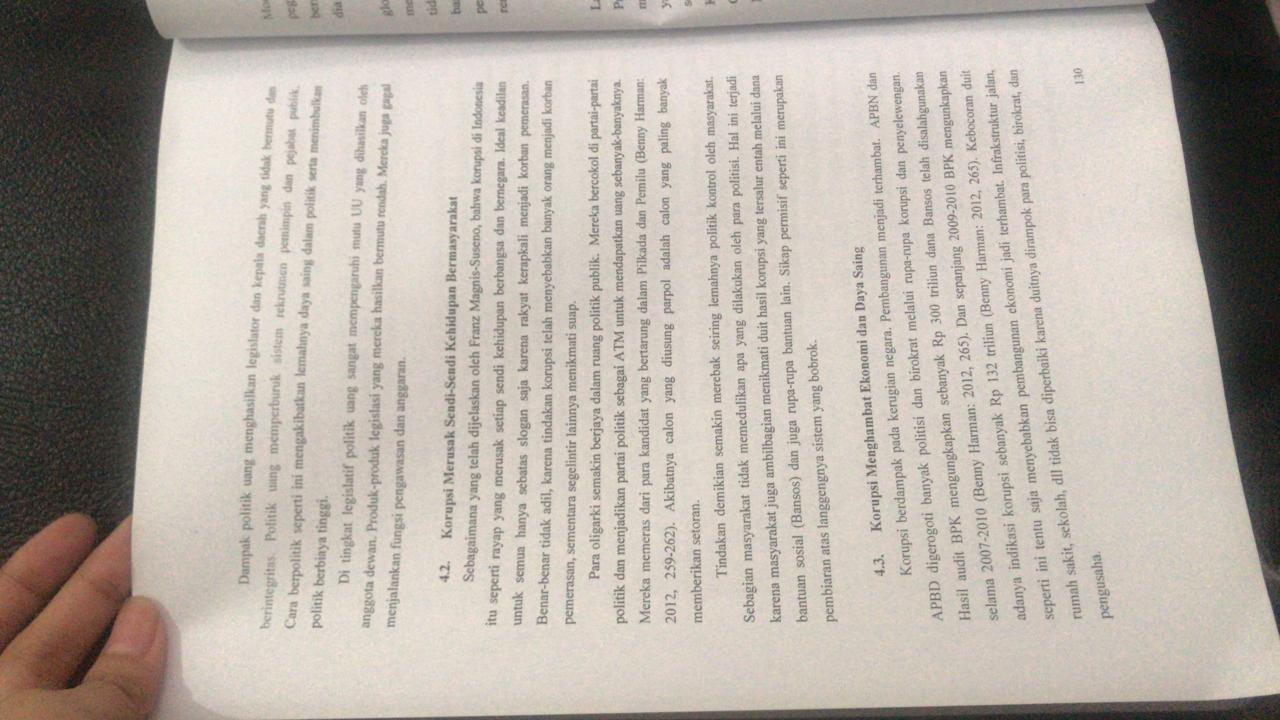 Dampak politik uang menghasilkan legislator dan kepala daerah yang tidak bermutu dan
berintegritas. Politik uang memperburuk sistem rekrutmen pemimpin dan pejabat publik.
Cara berpolitik seperti ini mengakibatkan lemahnya daya saing dalam politik serta menimbulkan
politik berbiaya tinggi.
Di tingkat legislatif politik uang sangat mempengaruhi mutu UU yang dihasilkan oleh
anggota dewan. Produk-produk legislasi yang mereka hasilkan bermutu rendah. Mereka juga gagal
menjalankan fungsi pengawasan dan anggaran.
4.2. Korupsi Merusak Sendi-Sendi Kehidupan Bermasyarakat
Sebagaimana yang telah dijelaskan oleh Franz Magnis-Suseno, bahwa korupsi di Indonesia
itu seperti rayap yang merusak setiap sendi kehidupan berbangsa dan bernegara. Ideal keadilan
untuk semua hanya sebatas slogan saja karena rakyat kerapkali menjadi korban pemerasan.
Benar-benar tidak adil, karena tindakan korupsi telah menyebabkan banyak orang menjadi korban
pemerasan, sementara segelintir lainnya menikmati suap.
Para oligarki semakin berjaya dalam ruang politik publik. Mereka bercokol di partai-partai
politik dan menjadikan partai politik sebagai ATM untuk mendapatkan uang sebanyak-banyaknya.
Mereka memeras dari para kandidat yang bertarung dalam Pilkada dan Pemilu (Benny Harman:
2012, 259-262). Akibatnya calon yang diusung parpol adalah calon yang paling banyak
memberikan setoran.
Tindakan demikian semakin merebak seiring lemahnya politik kontrol oleh masyarakat.
Sebagian masyarakat tidak memedulikan apa yang dilakukan oleh para politisi. Hal ini terjadi
karena masyarakat juga ambilbagian menikmati duit hasil korupsi yang tersalur entah melalui dana
bantuan sosial (Bansos) dan juga rupa-rupa bantuan lain. Sikap permisif seperti ini merupakan
pembiaran atas langgengnya sistem yang bobrok.
4.3. Korupsi Menghambat Ekonomi dan Daya Saing
Korupsi berdampak pada kerugian negara. Pembangunan menjadi terhambat. APBN dan
APBD digerogoti banyak politisi dan birokrat melalui rupa-rupa korupsi dan penyelewengan.
Hasil audit BPK mengungkapkan sebanyak Rp 300 triliun dana Bansos telah disalahgunakan
selama 2007-2010 (Benny Harman: 2012, 265). Dan sepanjang 2009-2010 BPK mengunkapkan
adanya indikasi korupsi sebanyak Rp 132 triliun (Benny Harman: 2012, 265). Kebocoran duit
seperti ini tentu saja menyebabkan pembangunan ekonomi jadi terhambat. Infrakstruktur jalan,
rumah sakit, sekolah, dll tidak bisa diperbaiki karena duitnya dirampok para politisi, birokrat, dan
pengusaha.
130